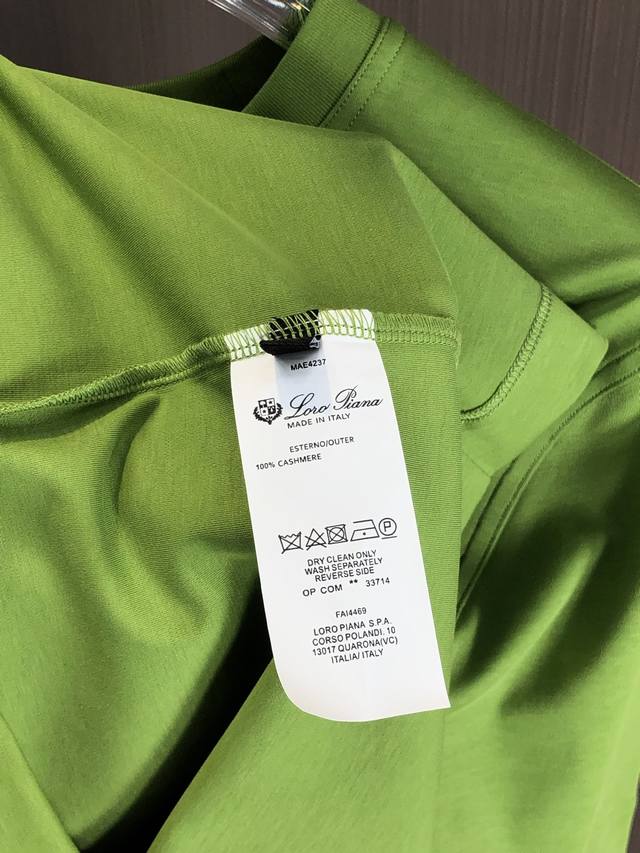 MAE4237
Loro Piana
MADE IN ITALY
ESTERNO/OUTER
100% CASHMERE
DRY CLEAN ONLY
WASH SEPARATELY
REVERSE SIDE
OP COM ** 33714
FAI4469
LORO PIANA S.P.A.
CORSO POLANDI. 10
13017 QUARONA(VC)
ITALIA/ ITALY